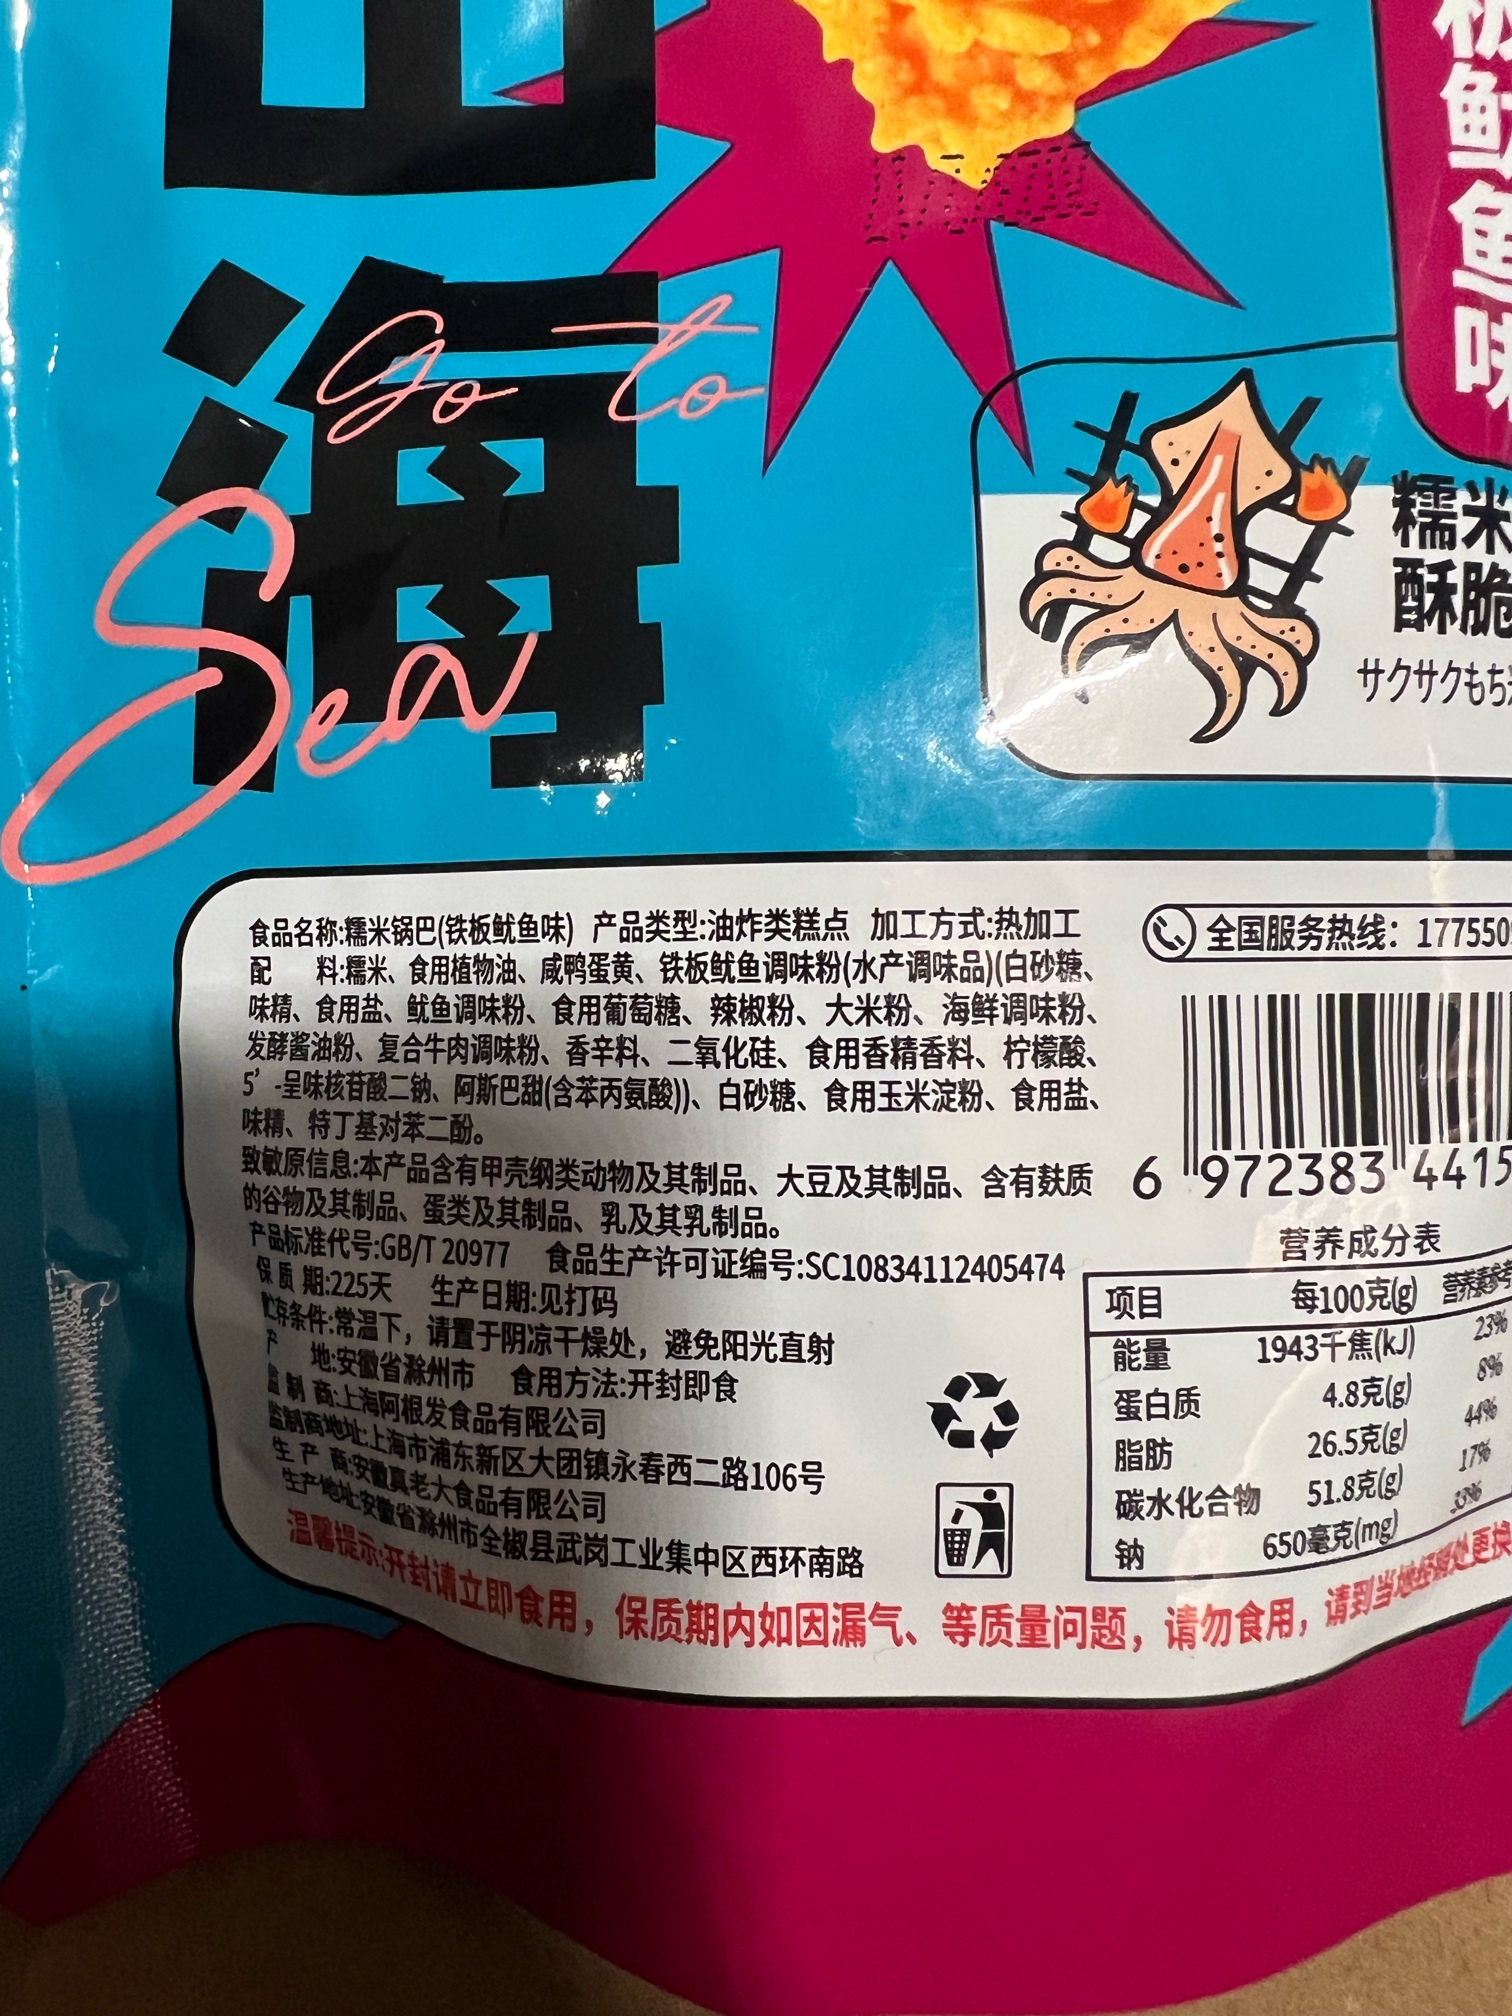 海
go to
Sea
鱿
鱼
味
糯米
酥脆
サクサクもち
食品名称:糯米锅巴(铁板鱿鱼味) 产品类型:油炸类糕点 加工方式:热加工
配 料:糯米、食用植物油、咸鸭蛋黄、铁板鱿鱼调味粉(水产调味品)(白砂糖、
味精、食用盐、鱿鱼调味粉、食用葡萄糖、辣椒粉、大米粉、海鲜调味粉、
发酵酱油粉、复合牛肉调味粉、香辛料、二氧化硅、食用香精香料、柠檬酸、
5’-呈味核苷酸二钠、阿斯巴甜(含苯丙氨酸))、白砂糖、食用玉米淀粉、食用盐、
味精、特丁基对苯二酚。
致敏原信息:本产品含有甲壳纲类动物及其制品、大豆及其制品、含有麸质
的谷物及其制品、蛋类及其制品、乳及其乳制品。
产品标准代号:GB/T 20977 食品生产许可证编号:SC10834112405474
保质期:225天 生产日期:见打码
贮存条件:常温下，请置于阴凉干燥处，避免阳光直射
产 地:安徽省滁州市 食用方法:开封即食
监制商:上海阿根发食品有限公司
监制商地址:上海市浦东新区大团镇永春西二路106号
生产商:安徽真老大食品有限公司
生产地址:安徽省滁州市全椒县武岗工业集中区西环南路
温馨提示:开封请立即食用，保质期内如因漏气、等质量问题，请勿食用，请到当地经销处更换
全国服务热线：177550
6 972383 4415
营养成分表
项目 每100克(g) 营养素参考
能量 1943千焦(kJ) 23%
蛋白质 4.8克(g) 8%
脂肪 26.5克(g) 44%
碳水化合物 51.8克(g) 17%
钠 650毫克(mg) 33%